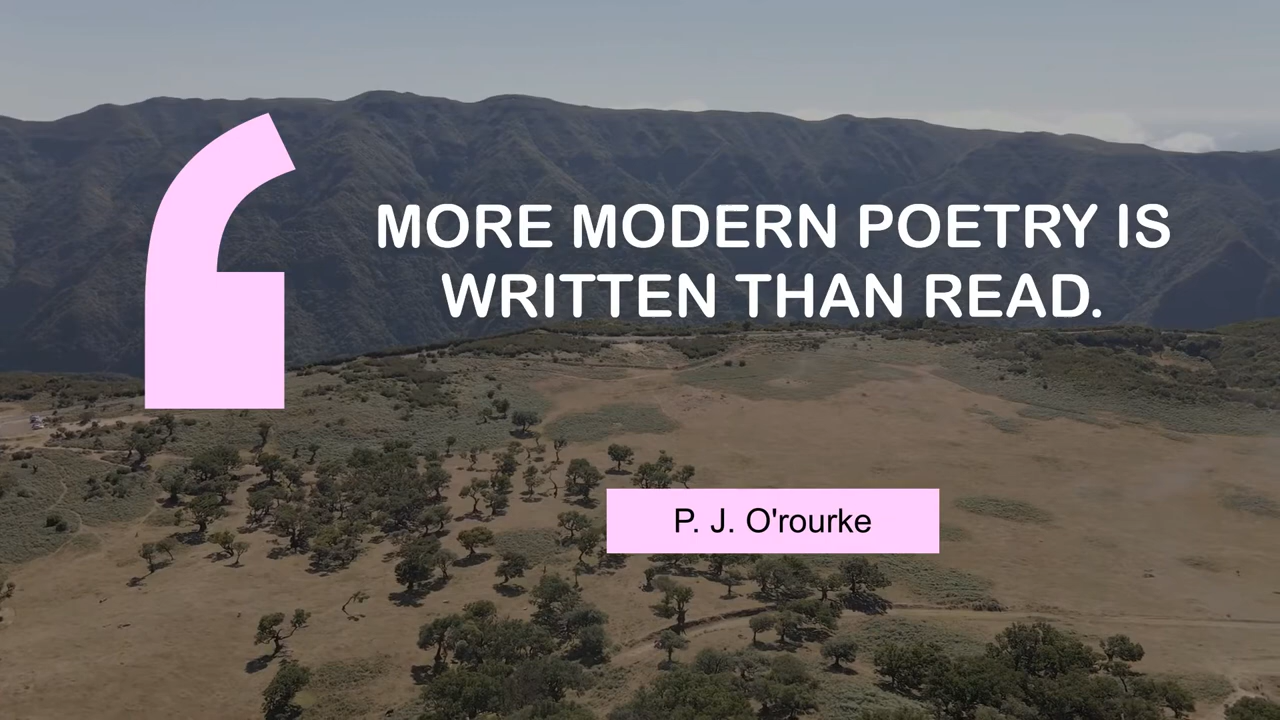 MORE MODERN POETRY IS
WRITTEN THAN READ.
P. J. O'rourke